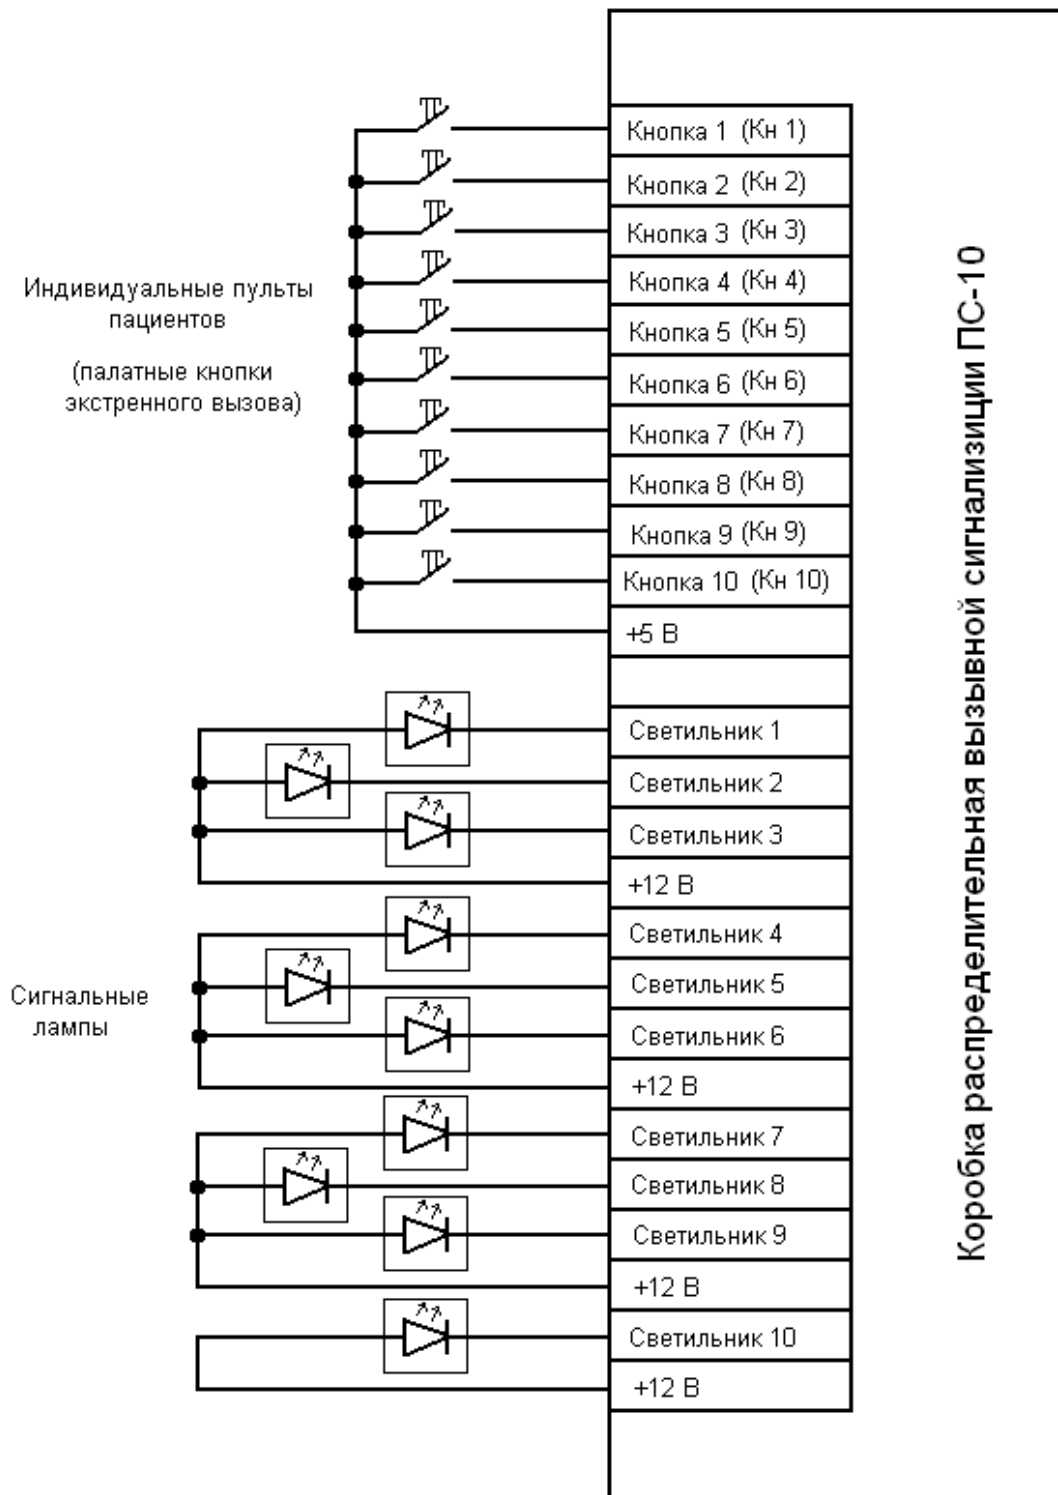 Кнопка 1 (Кн 1)
Кнопка 2 (Кн 2)
Кнопка 3 (Кн 3)
Кнопка 4 (Кн 4)
Кнопка 5 (Кн 5)
Кнопка 6 (Кн 6)
Кнопка 7 (Кн 7)
Кнопка 8 (Кн 8)
Кнопка 9 (Кн 9)
Кнопка 10 (Кн 10)
+5 В
Индивидуальные пульты
пациентов
(палатные кнопки
экстренного вызова)
Светильник 1
Светильник 2
Светильник 3
+12 В
Светильник 4
Светильник 5
Светильник 6
+12 В
Светильник 7
Светильник 8
Светильник 9
+12 В
Светильник 10
+12 В
Сигнальные
лампы
Коробка распределительная вызывной сигнализиции ПС-10